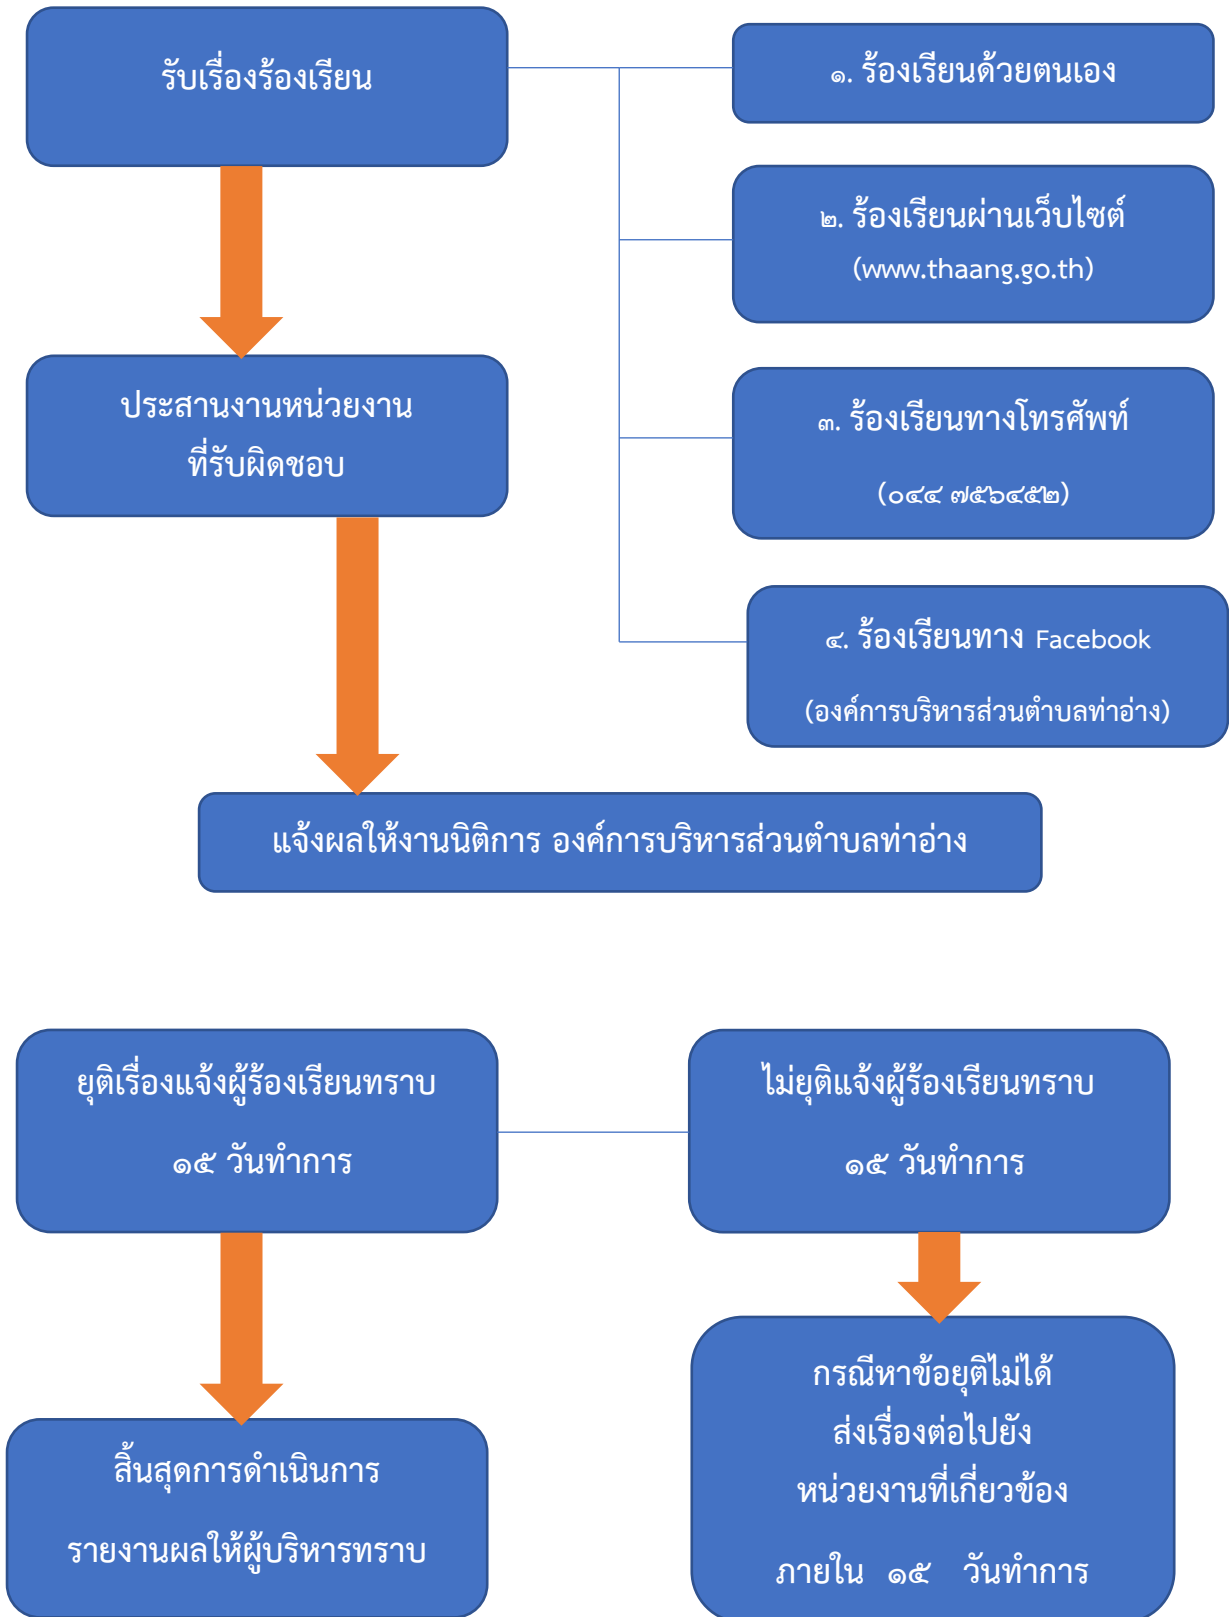 รับเรื่องร้องเรียน
๑. ร้องเรียนด้วยตนเอง
๒. ร้องเรียนผ่านเว็บไซต์
(www.thaang.go.th)
ประสานงานหน่วยงาน
ที่รับผิดชอบ
๓. ร้องเรียนทางโทรศัพท์
(๐๔๔ ๗๕๖๔๕๒)
๔. ร้องเรียนทาง Facebook
(องค์การบริหารส่วนตำบลท่าอ่าง)
แจ้งผลให้งานนิติการ องค์การบริหารส่วนตำบลท่าอ่าง
ยุติเรื่องแจ้งผู้ร้องเรียนทราบ
๑๕ วันทำการ
ไม่ยุติแจ้งผู้ร้องเรียนทราบ
๑๕ วันทำการ
สิ้นสุดการดำเนินการ
รายงานผลให้ผู้บริหารทราบ
กรณีหาข้อยุติไม่ได้
ส่งเรื่องต่อไปยัง
หน่วยงานที่เกี่ยวข้อง
ภายใน ๑๕ วันทำการ